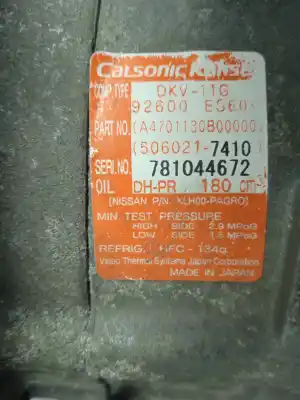 Calsonic Kansei
COMP. TYPE DKV-11G
92600 ES60
PART NO. (A4701130B00000)
(506021-7410)
SERI.NO. 781044672
OIL DH-PR 180 cm³
[NISSAN P/N: KLH00-PAGR0]
MIN. TEST PRESSURE
HIGH SIDE 2.9 MPaG
LOW SIDE 1.5 MPaG
REFRIG. HFC-134a
Valeo Thermal Systems Japan Corporation
MADE IN JAPAN